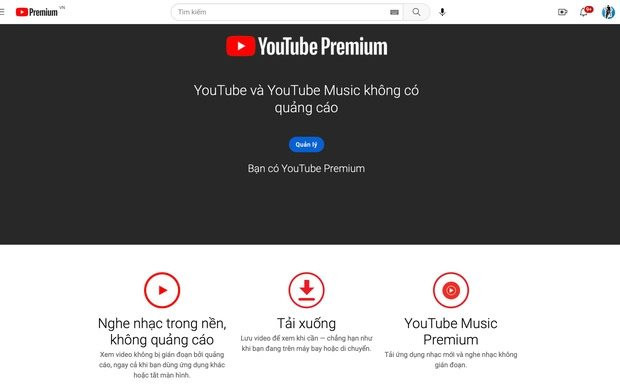 Premium VN
Tìm kiếm
9+
YouTube Premium
YouTube và YouTube Music không có
quảng cáo
Quản lý
Bạn có YouTube Premium
Nghe nhạc trong nền,
không quảng cáo
Xem video không bị gián đoạn bởi quảng
cáo, ngay cả khi bạn dùng ứng dụng khác
hoặc tắt màn hình.
Tải xuống
Lưu video để xem khi cần — chẳng hạn như
khi bạn đang trên máy bay hoặc di chuyển.
YouTube Music
Premium
Tải ứng dụng nhạc mới và nghe nhạc không
gián đoạn.